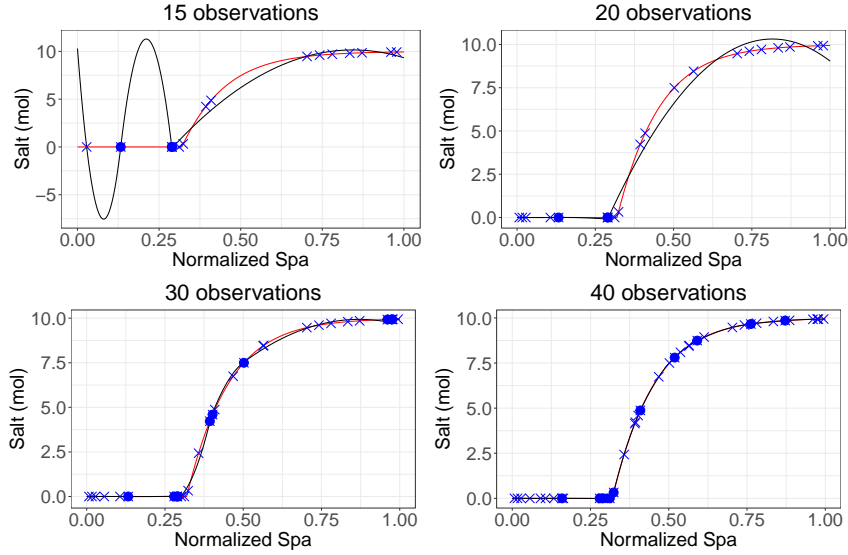 15 observations
10
5
0
−5
Salt (mol)
0.00 0.25 0.50 0.75 1.00
Normalized Spa
20 observations
10.0
7.5
5.0
2.5
0.0
Salt (mol)
0.00 0.25 0.50 0.75 1.00
Normalized Spa
30 observations
10.0
7.5
5.0
2.5
0.0
Salt (mol)
0.00 0.25 0.50 0.75 1.00
Normalized Spa
40 observations
10.0
7.5
5.0
2.5
0.0
Salt (mol)
0.00 0.25 0.50 0.75 1.00
Normalized Spa